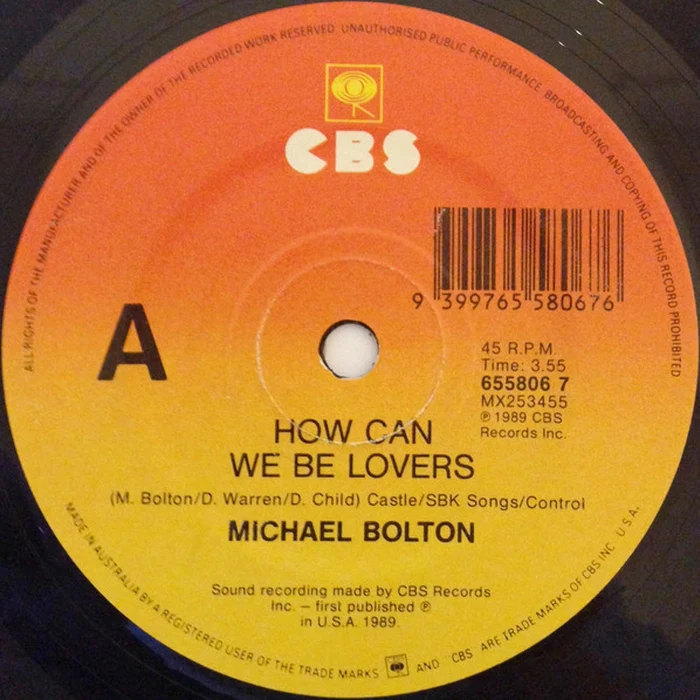 ALL RIGHTS OF THE MANUFACTURER AND OF THE OWNER OF THE RECORDED WORK RESERVED. UNAUTHORISED PUBLIC PERFORMANCE, BROADCASTING AND COPYING OF THIS RECORD PROHIBITED
CBS
9 399765 580676
A
45 R.P.M.
Time: 3.55
655806 7
MX253455
℗ 1989 CBS
Records Inc.
HOW CAN
WE BE LOVERS
(M. Bolton/D. Warren/D. Child) Castle/SBK Songs/Control
MICHAEL BOLTON
Sound recording made by CBS Records
Inc. – first published ℗
in U.S.A. 1989.
MADE IN AUSTRALIA BY A REGISTERED USER OF THE TRADE MARKS AND CBS ARE TRADE MARKS OF CBS INC. U.S.A.